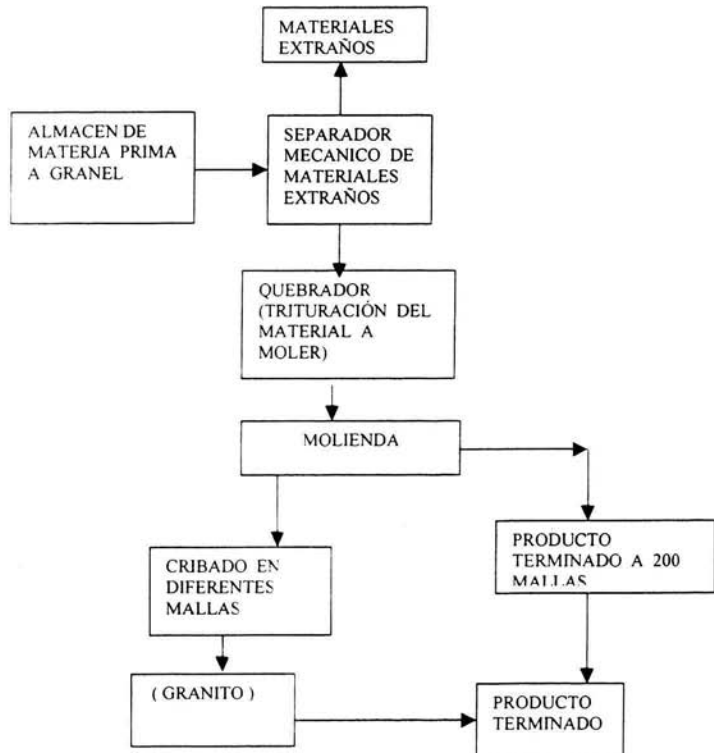 MATERIALES
EXTRAÑOS
ALMACEN DE
MATERIA PRIMA
A GRANEL
SEPARADOR
MECANICO DE
MATERIALES
EXTRAÑOS
QUEBRADOR
(TRITURACIÓN DEL
MATERIAL A
MOLER)
MOLIENDA
CRIBADO EN
DIFERENTES
MALLAS
PRODUCTO
TERMINADO A 200
MALLAS
( GRANITO )
PRODUCTO
TERMINADO